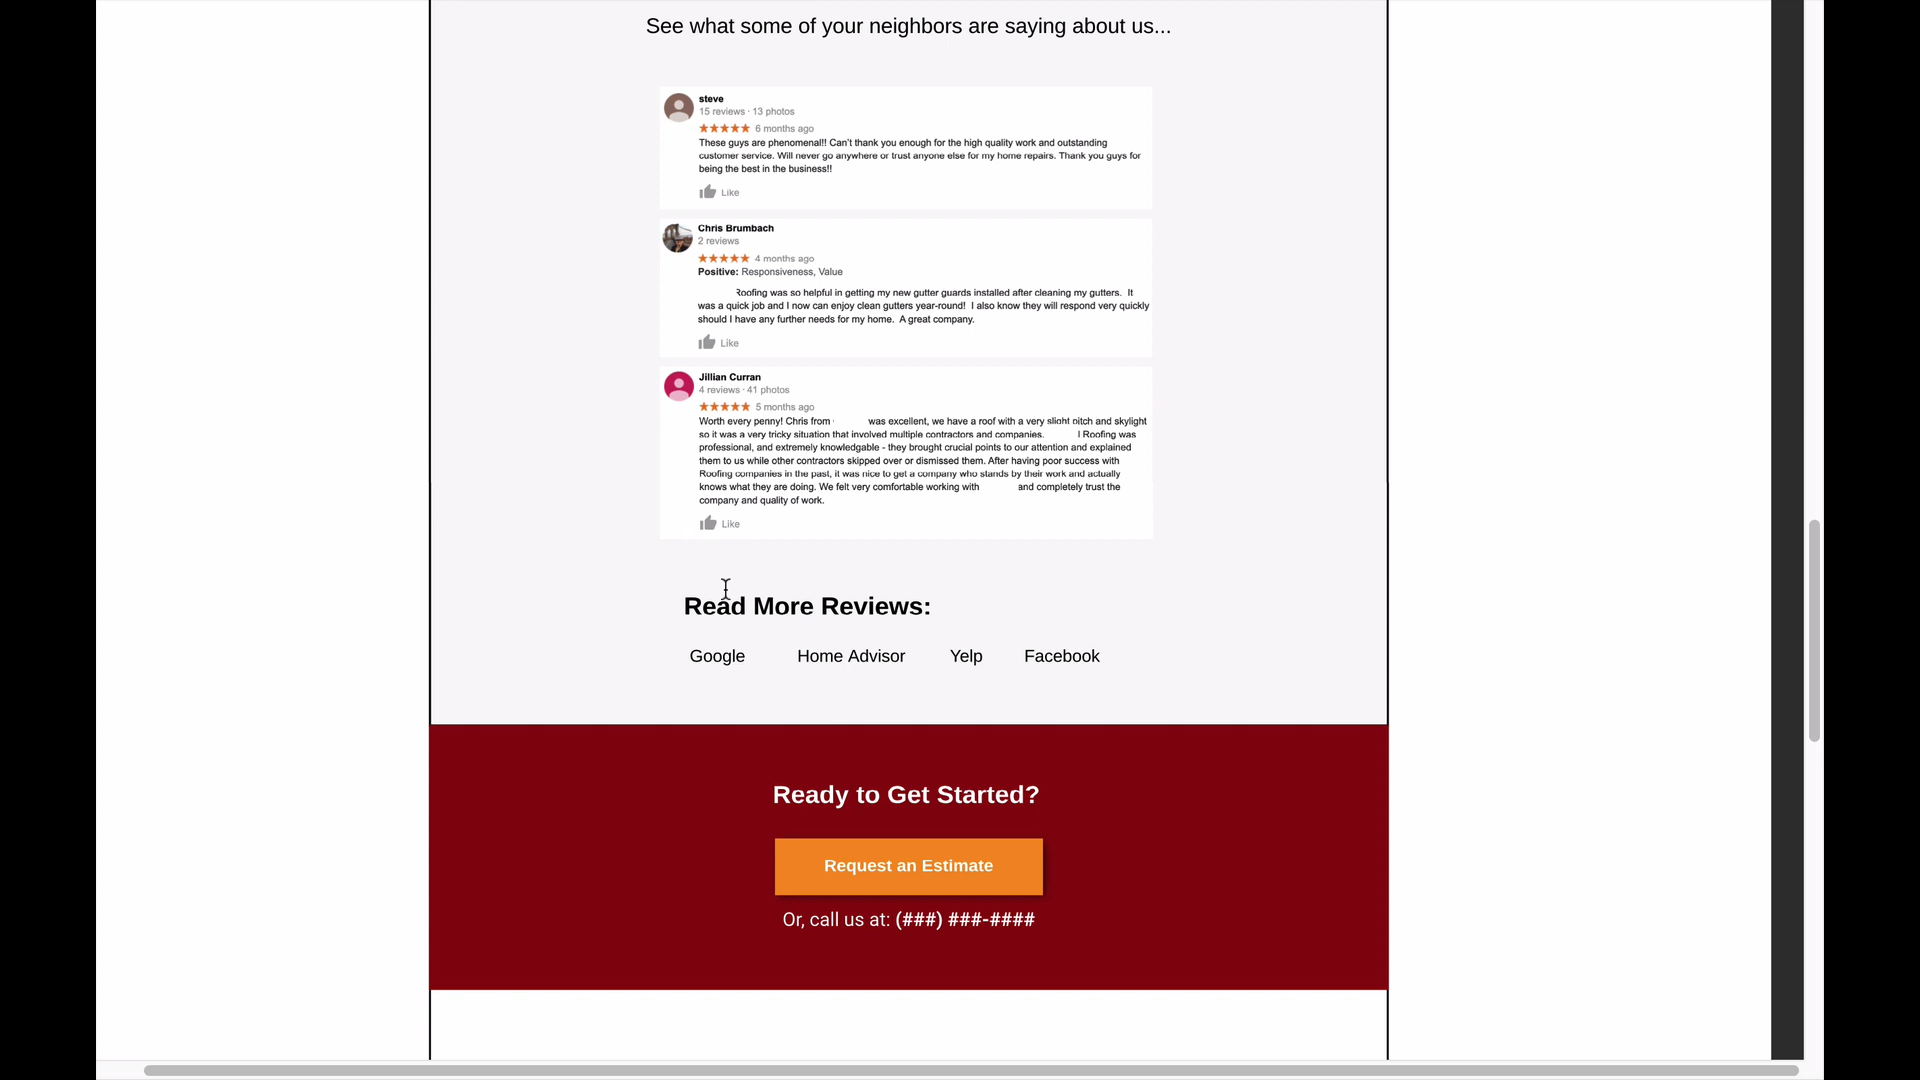 See what some of your neighbors are saying about us...
steve
15 reviews · 13 photos
★★★★★ 6 months ago
These guys are phenomenal!! Can't thank you enough for the high quality work and outstanding
customer service. Will never go anywhere or trust anyone else for my home repairs. Thank you guys for
being the best in the business!!
Like
Chris Brumbach
2 reviews
★★★★★ 4 months ago
Positive: Responsiveness, Value
Roofing was so helpful in getting my new gutter guards installed after cleaning my gutters. It
was a quick job and I now can enjoy clean gutters year-round! I also know they will respond very quickly
should I have any further needs for my home. A great company.
Like
Jillian Curran
4 reviews · 41 photos
★★★★★ 5 months ago
Worth every penny! Chris from was excellent, we have a roof with a very slight pitch and skylight
so it was a very tricky situation that involved multiple contractors and companies. l Roofing was
professional, and extremely knowledgable - they brought crucial points to our attention and explained
them to us while other contractors skipped over or dismissed them. After having poor success with
Roofing companies in the past, it was nice to get a company who stands by their work and actually
knows what they are doing. We felt very comfortable working with and completely trust the
company and quality of work.
Like
Read More Reviews:
Google Home Advisor Yelp Facebook
Ready to Get Started?
Request an Estimate
Or, call us at: (###) ###-####